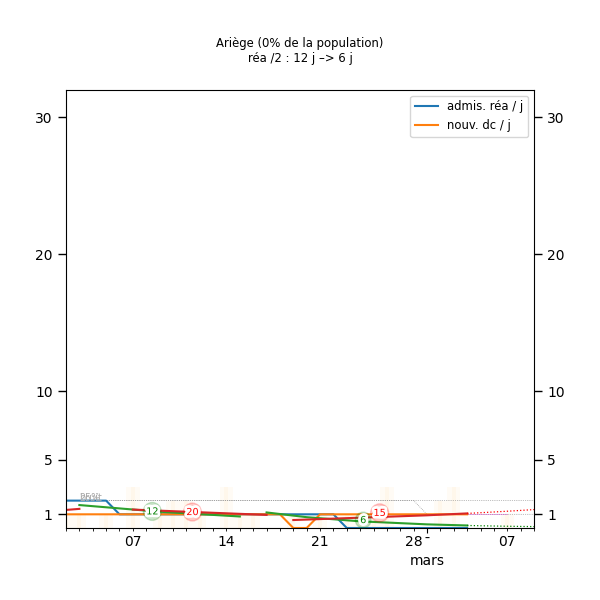 Ariège (0% de la population)
réa /2 : 12 j –> 6 j
admis. réa / j
nouv. dc / j
30 30
20 20
10 10
5 5
1 1
12 20 6 15
07 14 21 28 07
mars